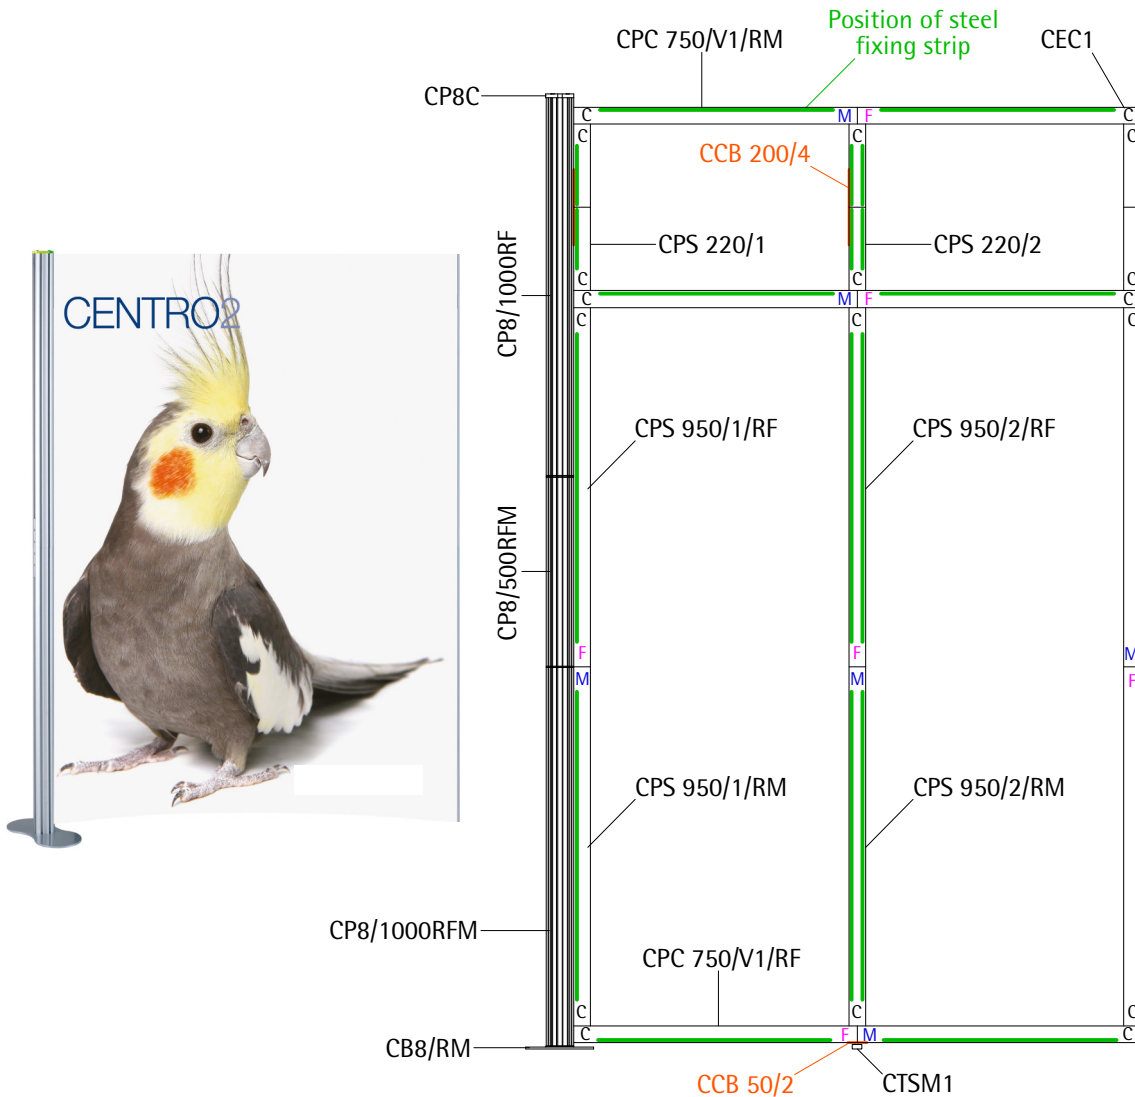 Position of steel
fixing strip
CPC 750/V1/RM
CEC1
CP8C
C
M
F
C
C
C
C
CCB 200/4
CENTRO2
CP8/1000RF
CPS 220/1
CPS 220/2
C
C
C
C
M
F
C
C
C
C
CPS 950/1/RF
CPS 950/2/RF
CP8/500RFM
F
F
M
M
M
F
CPS 950/1/RM
CPS 950/2/RM
CP8/1000RFM
CPC 750/V1/RF
C
C
C
C
F
M
C
CB8/RM
CCB 50/2
CTSM1